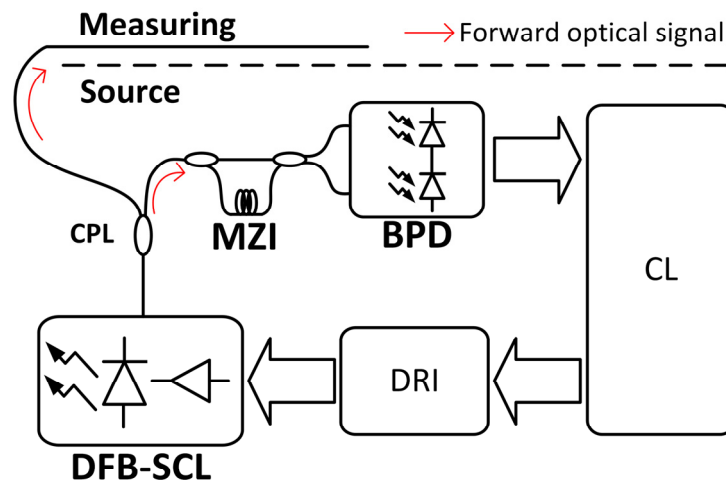 Measuring
Forward optical signal
Source
CPL
MZI
BPD
CL
DRI
DFB-SCL